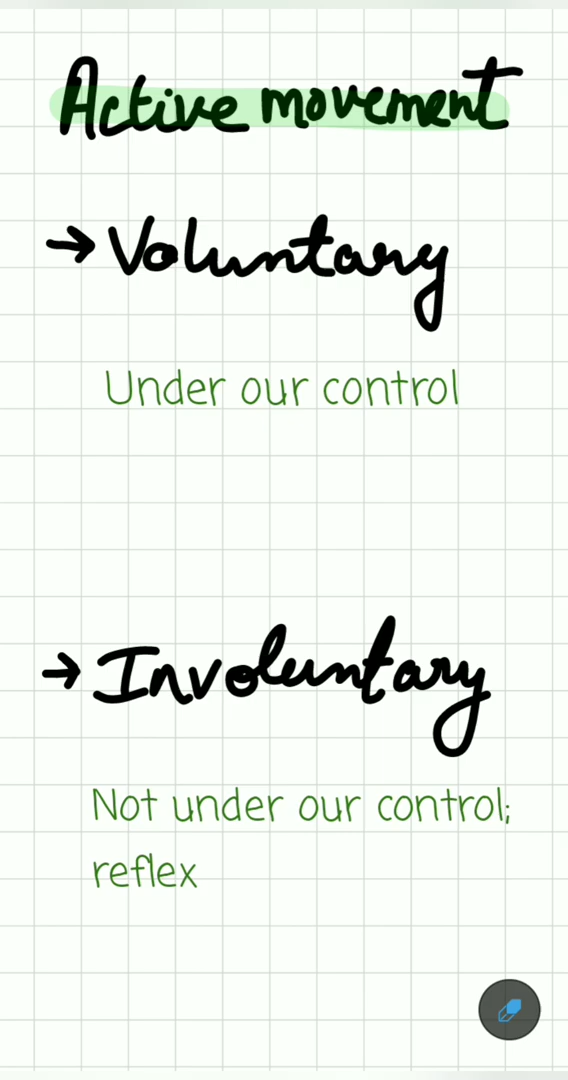 Active movement
→ Voluntary
Under our control
→ Involuntary
Not under our control;
reflex